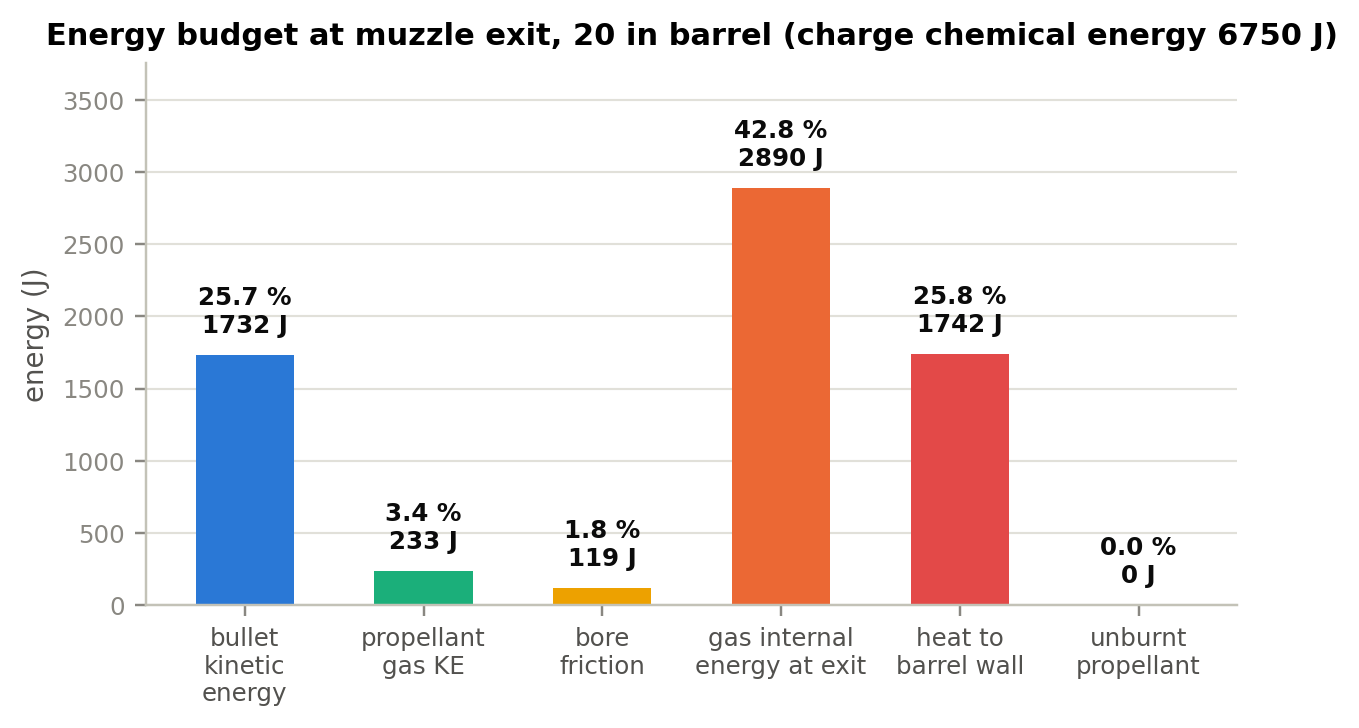 Energy budget at muzzle exit, 20 in barrel (charge chemical energy 6750 J)
energy (J)
3500
3000
2500
2000
1500
1000
500
0
25.7 %
1732 J
3.4 %
233 J
1.8 %
119 J
42.8 %
2890 J
25.8 %
1742 J
0.0 %
0 J
bullet
kinetic
energy
propellant
gas KE
bore
friction
gas internal
energy at exit
heat to
barrel wall
unburnt
propellant